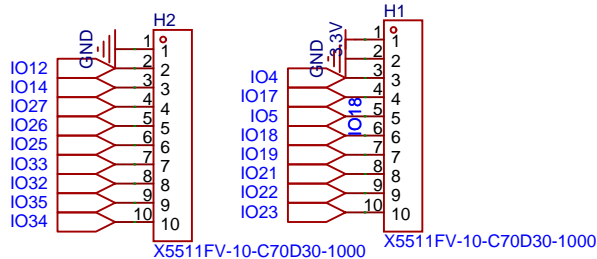 H2
GND
1 1
IO12 2 2
IO14 3 3
IO27 4 4
IO26 5 5
IO25 6 6
IO33 7 7
IO32 8 8
IO35 9 9
IO34 10 10
X5511FV-10-C70D30-1000
H1
GND
3.3V
1 1
2 2
IO4 3 3
IO17 4 4
IO5 5 5
IO18
IO18 6 6
IO19 7 7
IO21 8 8
IO22 9 9
IO23 10 10
X5511FV-10-C70D30-1000